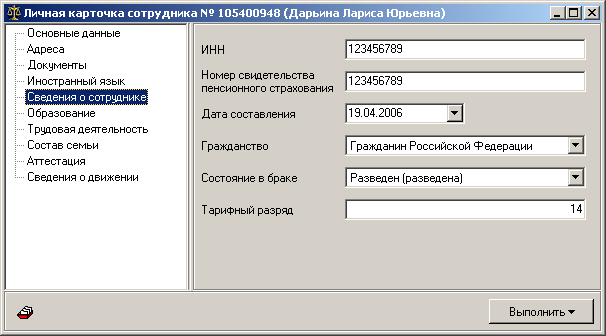 Личная карточка сотрудника № 105400948 (Дарьина Лариса Юрьевна)
Основные данные
Адреса
Документы
Иностранный язык
Сведения о сотруднике
Образование
Трудовая деятельность
Состав семьи
Аттестация
Сведения о движении
ИНН
123456789
Номер свидетельства
пенсионного страхования
123456789
Дата составления
19.04.2006
Гражданство
Гражданин Российской Федерации
Состояние в браке
Разведен (разведена)
Тарифный разряд
14
Выполнить